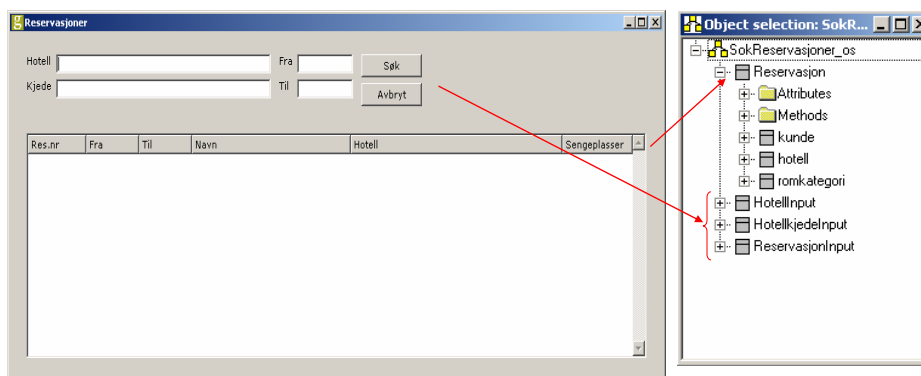 Reservasjoner
Hotell
Fra
Søk
Kjede
Til
Avbryt
Res.nr Fra Til Navn Hotell Sengeplasser
Object selection: SokR...
SokReservasjoner_os
Reservasjon
Attributes
Methods
kunde
hotell
romkategori
HotellInput
HotellkjedeInput
ReservasjonInput